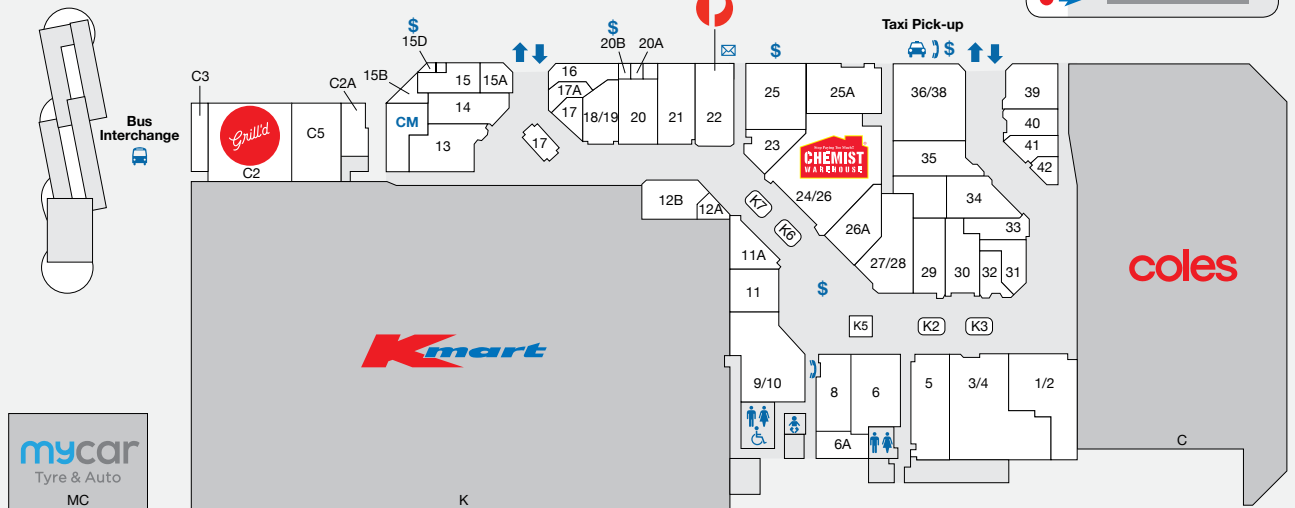 Taxi Pick-up
$
$
$
$
15D
20B
20A
15B
C3
C2A
15
15A
16
17A
17
18/19
20
21
22
25
25A
36/38
39
40
41
42
Bus
Interchange
Grill'd
C2
C5
CM
14
13
17
23
CHEMIST
WAREHOUSE
24/26
35
34
33
12B
12A
K7
K6
26A
27/28
29
30
32
31
11A
11
$
K5
K2
K3
coles
Kmart
9/10
8
6
5
3/4
1/2
6A
C
mycar
Tyre & Auto
MC
K